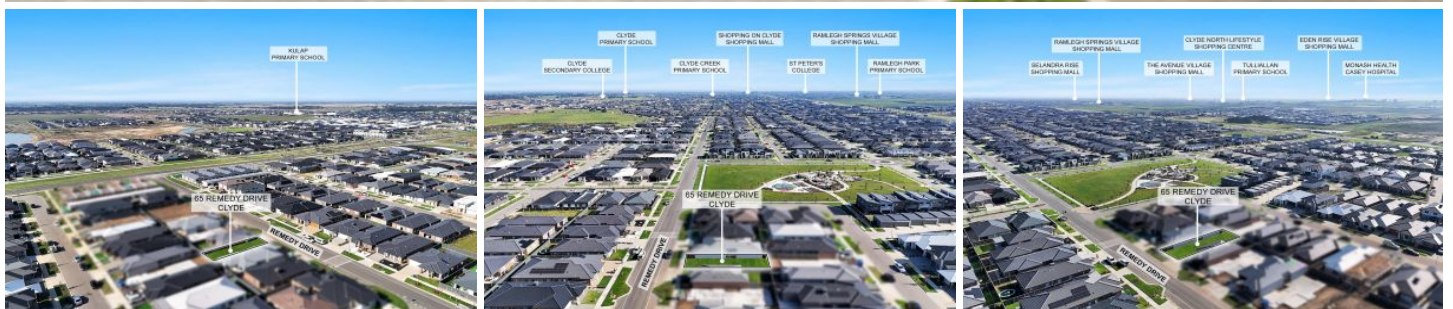 KULAP
PRIMARY SCHOOL
65 REMEDY DRIVE
CLYDE
REMEDY DRIVE
CLYDE
PRIMARY SCHOOL
SHOPPING ON CLYDE
SHOPPING MALL
RAMLEGH SPRINGS VILLAGE
SHOPPING MALL
CLYDE
SECONDARY COLLEGE
CLYDE CREEK
PRIMARY SCHOOL
ST PETER'S
COLLEGE
RAMLEGH PARK
PRIMARY SCHOOL
65 REMEDY DRIVE
CLYDE
REMEDY DRIVE
RAMLEGH SPRINGS VILLAGE
SHOPPING MALL
CLYDE NORTH LIFESTYLE
SHOPPING CENTRE
EDEN RISE VILLAGE
SHOPPING MALL
SELANDRA RISE
SHOPPING MALL
THE AVENUE VILLAGE
SHOPPING MALL
TULLIALLAN
PRIMARY SCHOOL
MONASH HEALTH
CASEY HOSPITAL
65 REMEDY DRIVE
CLYDE
REMEDY DRIVE